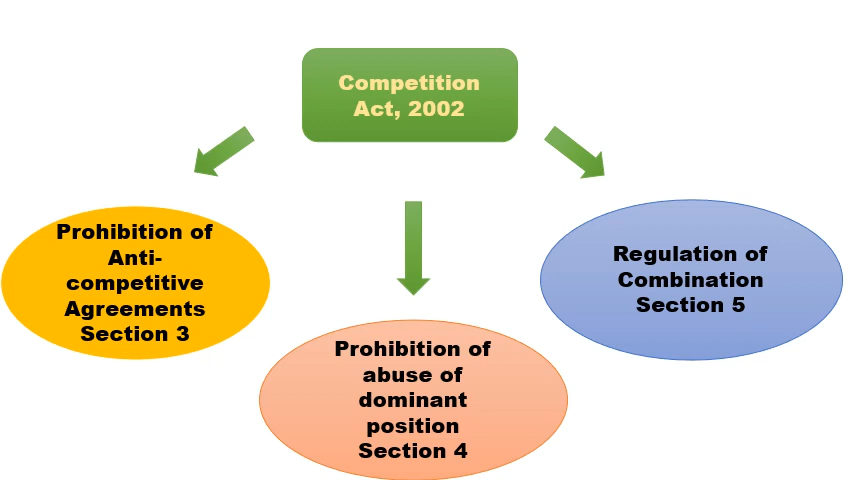 Competition
Act, 2002
Prohibition of
Anti-
competitive
Agreements
Section 3
Prohibition of
abuse of
dominant
position
Section 4
Regulation of
Combination
Section 5